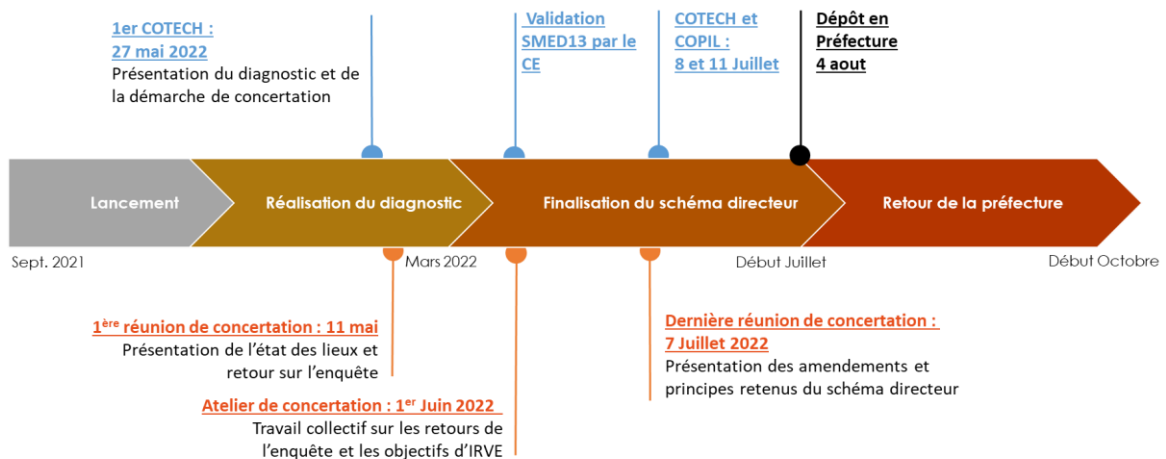 1er COTECH :
27 mai 2022
Présentation du diagnostic et de
la démarche de concertation
Validation
SMED13 par le
CE
COTECH et
COPIL :
8 et 11 Juillet
Dépôt en
Préfecture
4 aout
Lancement
Réalisation du diagnostic
Finalisation du schéma directeur
Retour de la préfecture
Sept. 2021
Mars 2022
Début Juillet
Début Octobre
1ère réunion de concertation : 11 mai
Présentation de l’état des lieux et
retour sur l’enquête
Atelier de concertation : 1er Juin 2022
Travail collectif sur les retours de
l’enquête et les objectifs d’IRVE
Dernière réunion de concertation :
7 Juillet 2022
Présentation des amendements et
principes retenus du schéma directeur